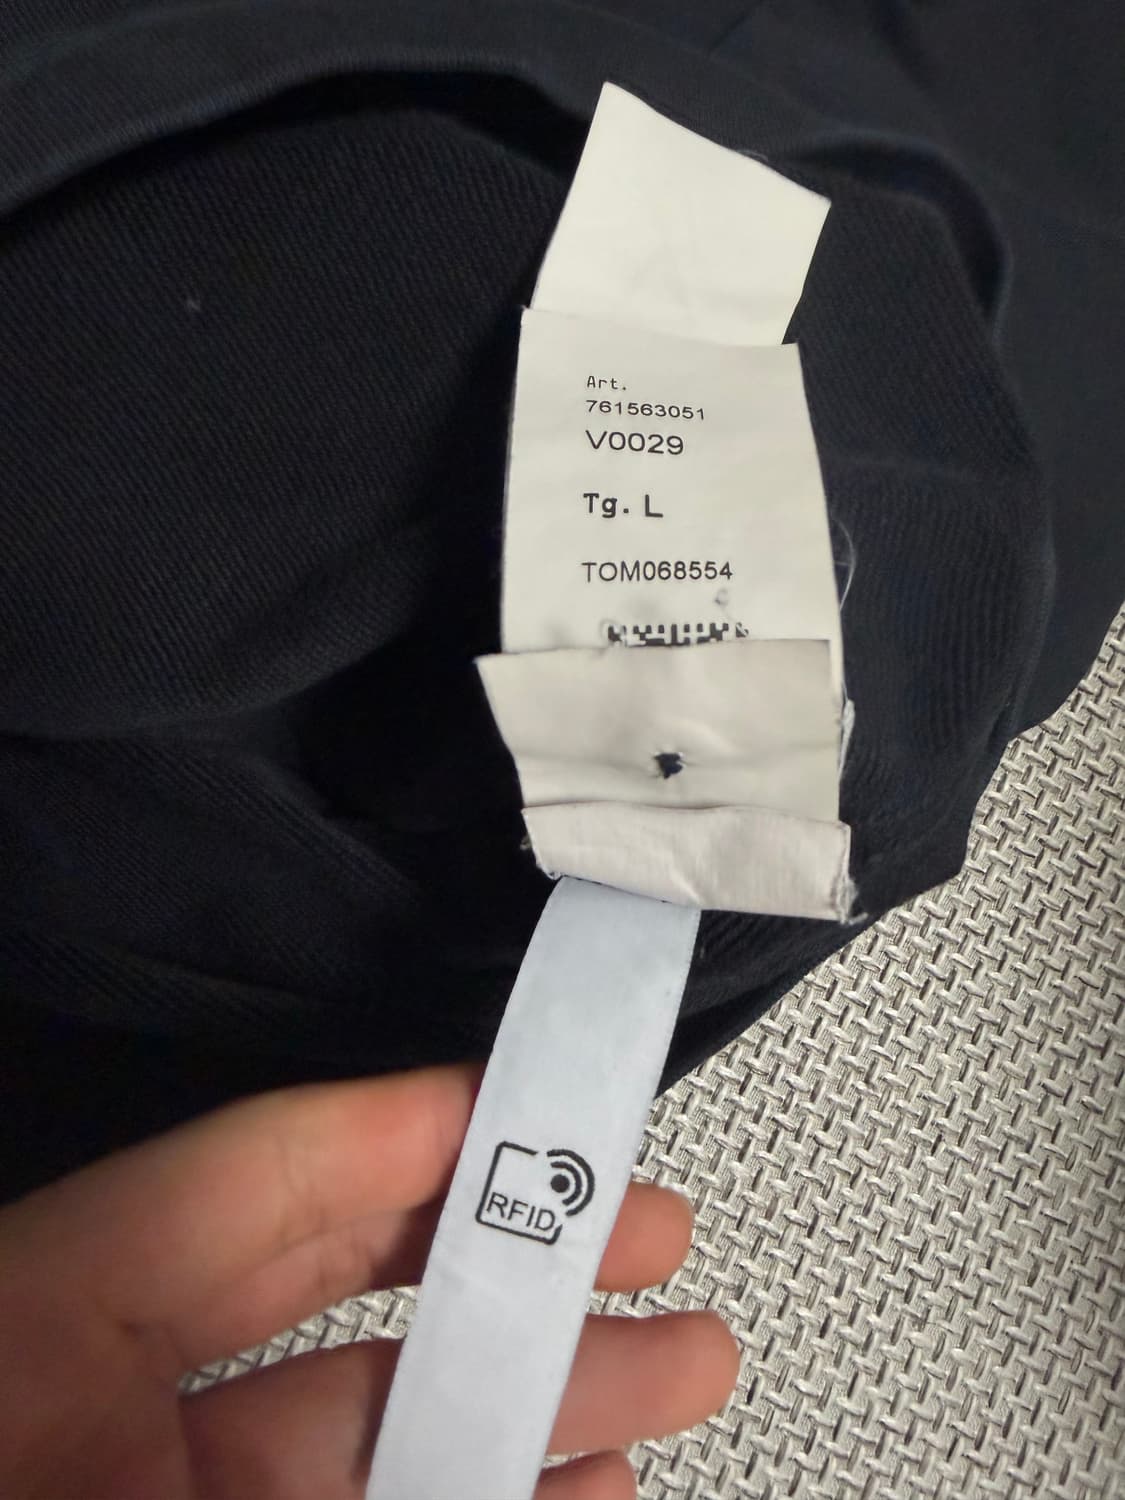 Art.
761563051
V0029
Tg. L
TOM068554
RFID